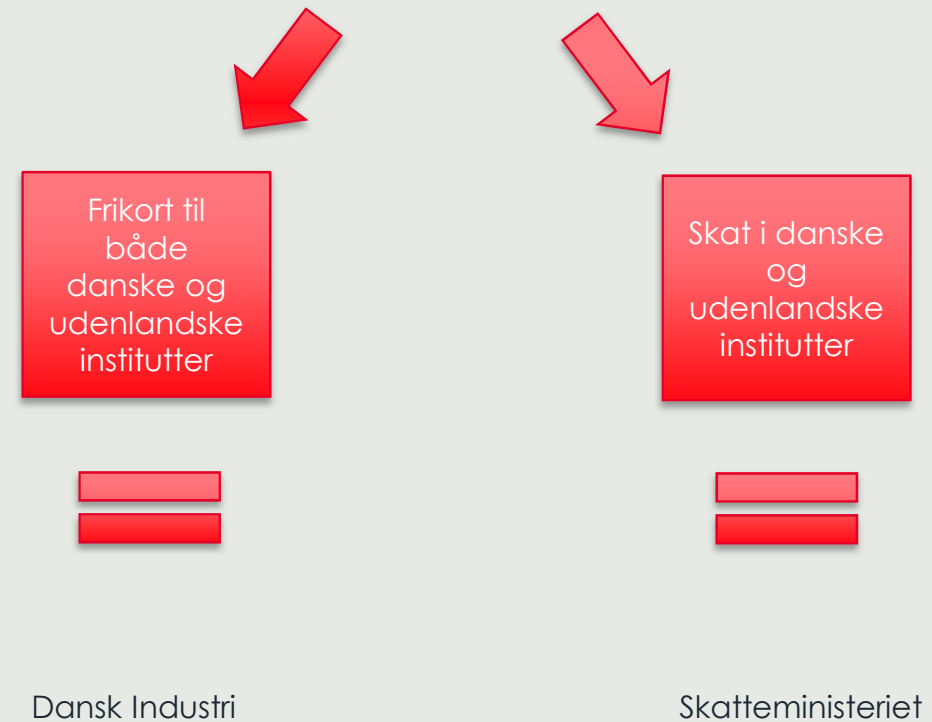 Frikort til
både
danske og
udenlandske
institutter
Skat i danske
og
udenlandske
institutter
Dansk Industri
Skatteministeriet